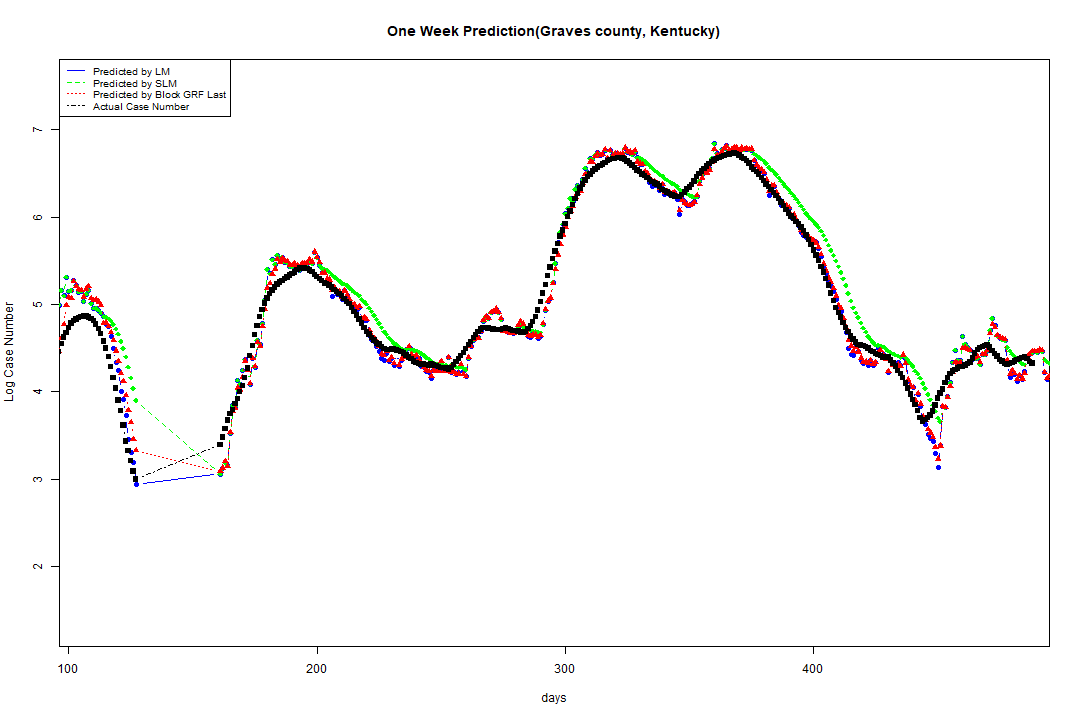 One Week Prediction(Graves county, Kentucky)
Predicted by LM
Predicted by SLM
Predicted by Block GRF Last
Actual Case Number
Log Case Number
7
6
5
4
3
2
100 200 300 400
days